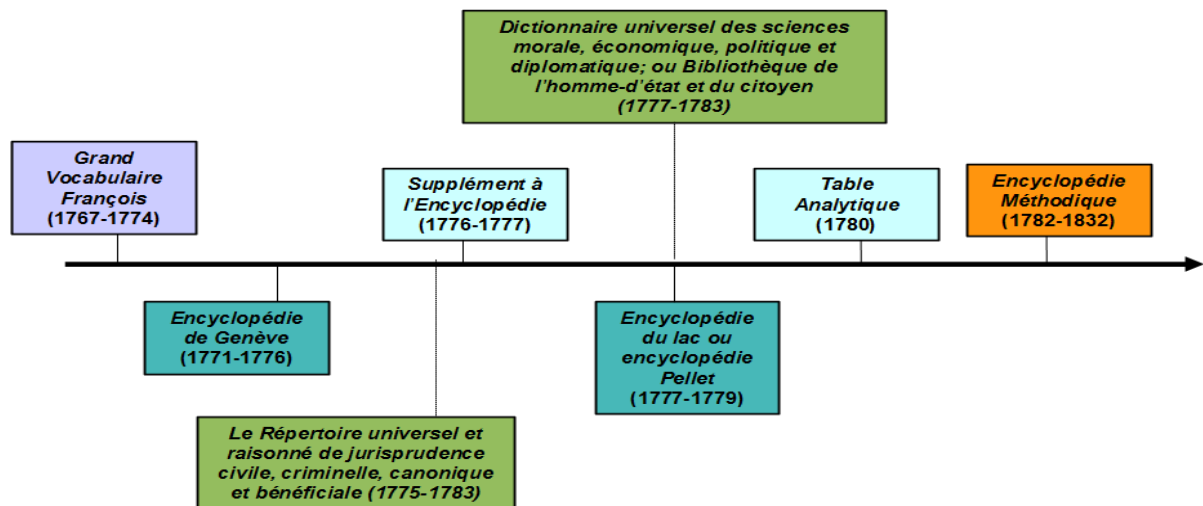 Dictionnaire universel des sciences
morale, économique, politique et
diplomatique; ou Bibliothèque de
l'homme-d'état et du citoyen
(1777-1783)
Grand
Vocabulaire
François
(1767-1774)
Supplément à
l'Encyclopédie
(1776-1777)
Table
Analytique
(1780)
Encyclopédie
Méthodique
(1782-1832)
Encyclopédie
de Genève
(1771-1776)
Encyclopédie
du lac ou
encyclopédie
Pellet
(1777-1779)
Le Répertoire universel et
raisonné de jurisprudence
civile, criminelle, canonique
et bénéficiale (1775-1783)